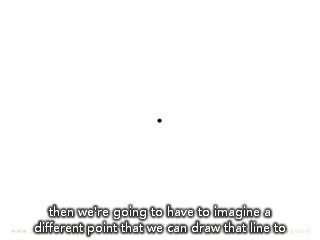 then we're going to have to imagine a
different point that we can draw that line to